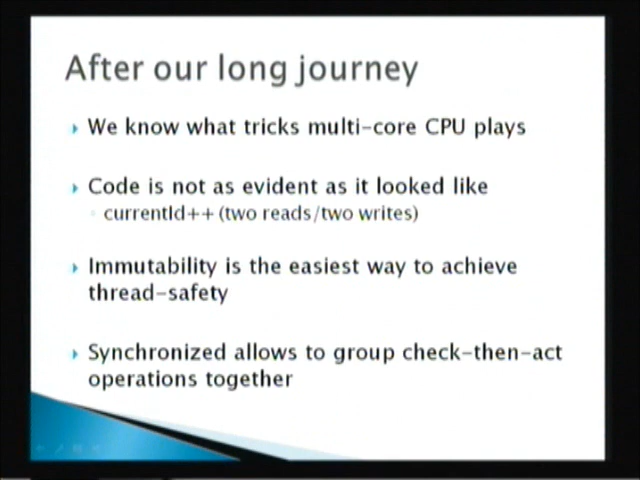 After our long journey
We know what tricks multi-core CPU plays
Code is not as evident as it looked like
currentId++ (two reads/two writes)
Immutability is the easiest way to achieve
thread-safety
Synchronized allows to group check-then-act
operations together